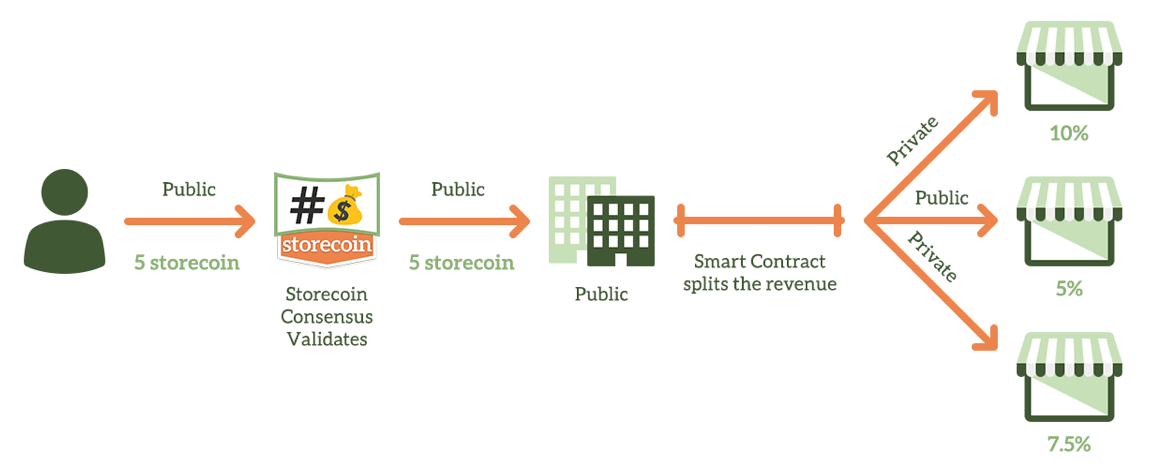 Public
5 storecoin
#$
storecoin
Storecoin
Consensus
Validates
Public
5 storecoin
Public
Smart Contract
splits the revenue
Private
Public
Private
10%
5%
7.5%